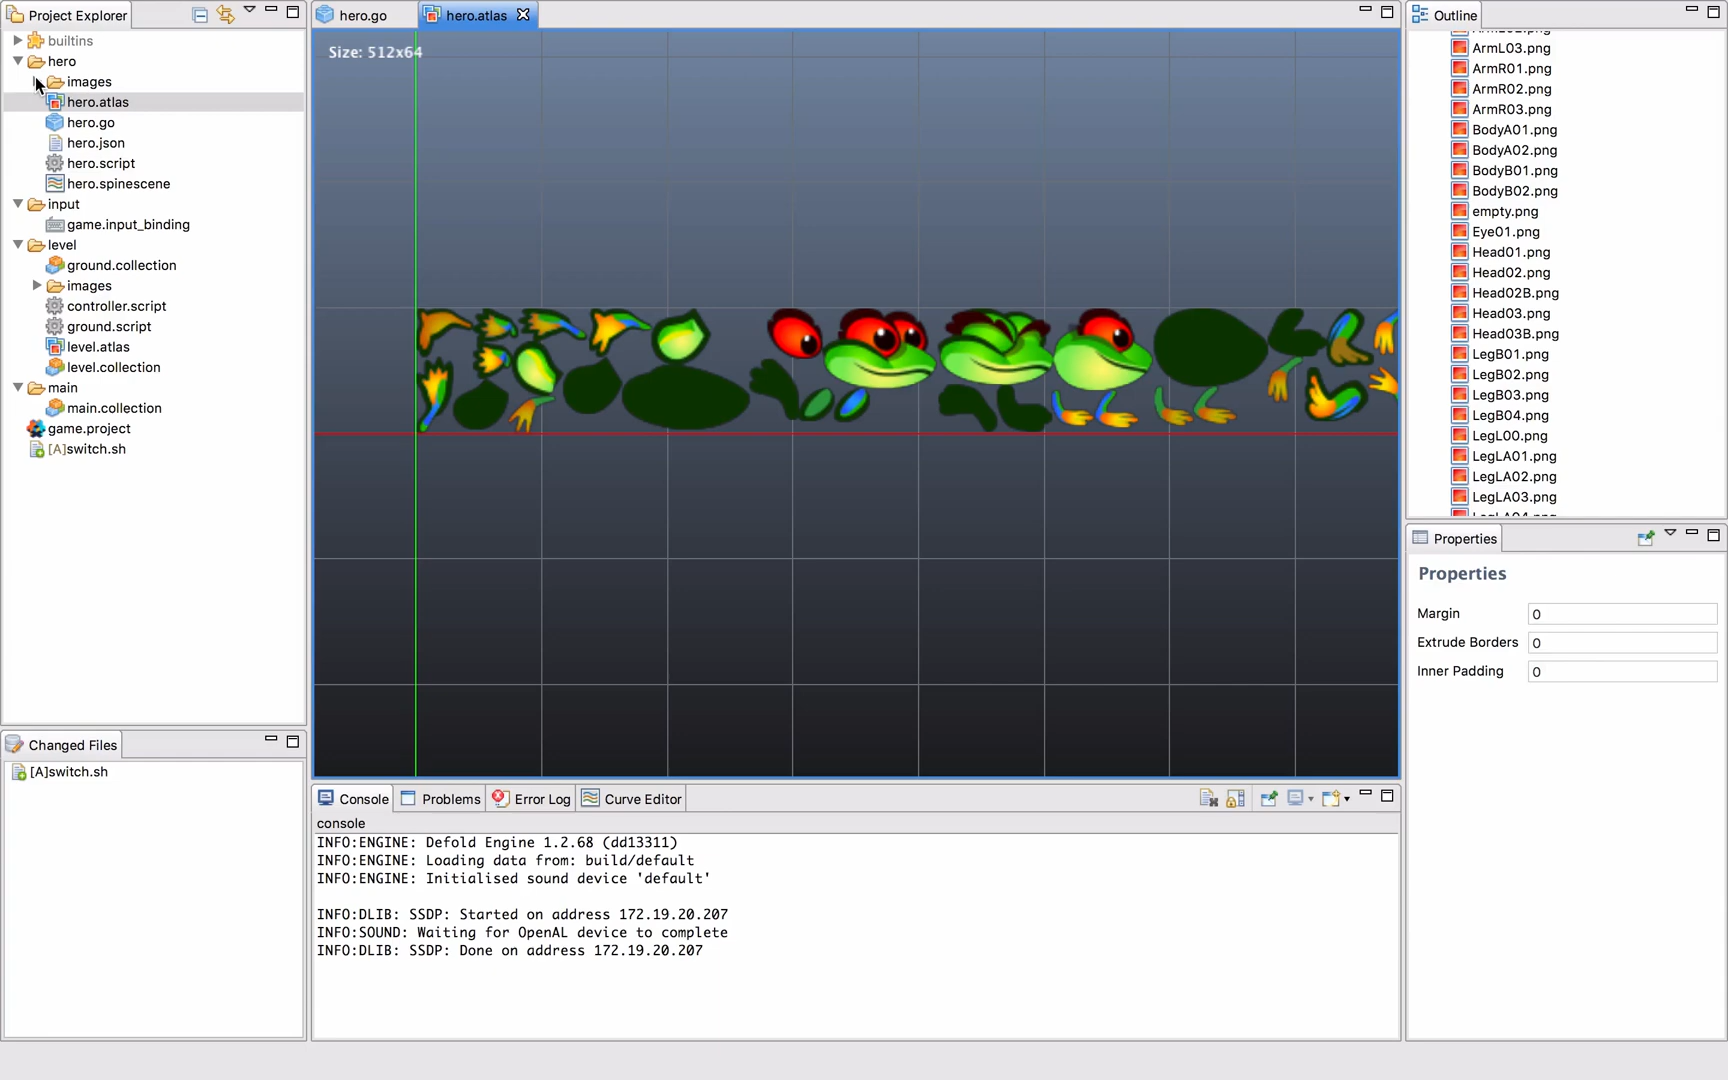 Project Explorer
builtins
hero
images
hero.atlas
hero.go
hero.json
hero.script
hero.spinescene
input
game.input_binding
level
ground.collection
images
controller.script
ground.script
level.atlas
level.collection
main
main.collection
game.project
[A]switch.sh
Changed Files
[A]switch.sh
hero.go
hero.atlas
Size: 512x64
Console
Problems
Error Log
Curve Editor
console
INFO:ENGINE: Defold Engine 1.2.68 (dd13311)
INFO:ENGINE: Loading data from: build/default
INFO:ENGINE: Initialised sound device 'default'
INFO:DLIB: SSDP: Started on address 172.19.20.207
INFO:SOUND: Waiting for OpenAL device to complete
INFO:DLIB: SSDP: Done on address 172.19.20.207
Outline
ArmL03.png
ArmR01.png
ArmR02.png
ArmR03.png
BodyA01.png
BodyA02.png
BodyB01.png
BodyB02.png
empty.png
Eye01.png
Head01.png
Head02.png
Head02B.png
Head03.png
Head03B.png
LegB01.png
LegB02.png
LegB03.png
LegB04.png
LegL00.png
LegLA01.png
LegLA02.png
LegLA03.png
Properties
Properties
Margin 0
Extrude Borders 0
Inner Padding 0